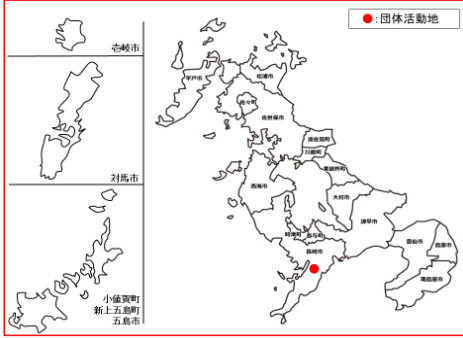 ●:団体活動地
壱岐市
対馬市
小値賀町
新上五島町
五島市
平戸市
松浦市
佐々町
佐世保市
波佐見町
川棚町
東彼杵町
西海市
大村市
諫早市
時津町
長与町
長崎市
雲仙市
島原市
南島原市